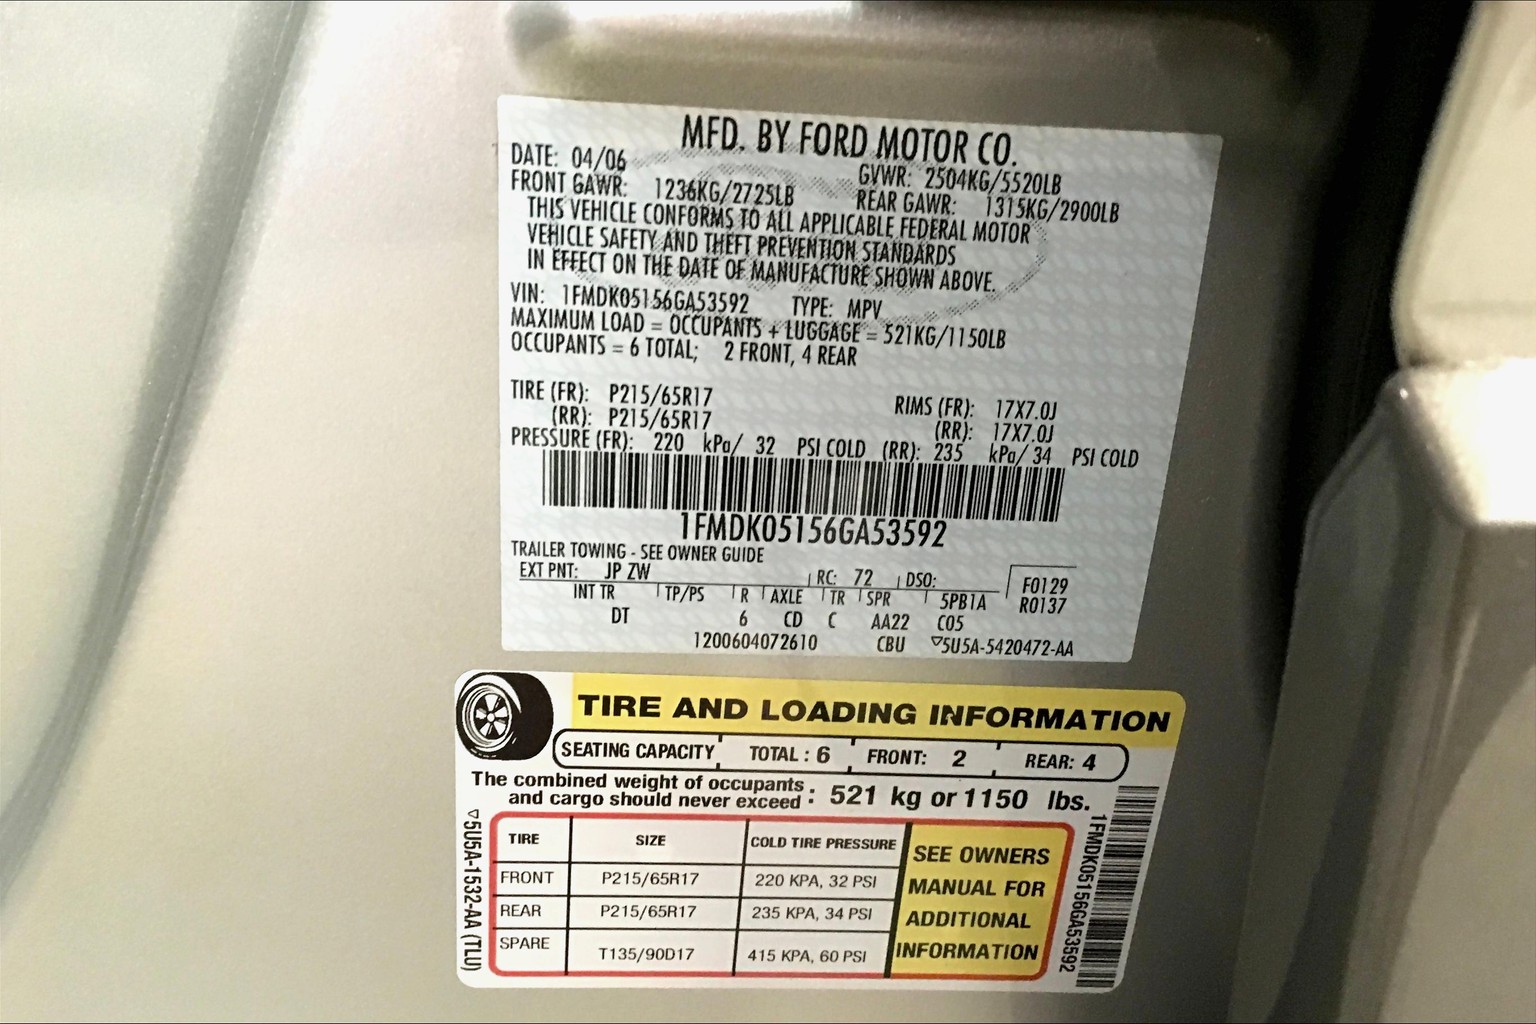 MFD. BY FORD MOTOR CO.
DATE: 04/06 GVWR: 2504KG/5520LB
FRONT GAWR: 1236KG/2725LB REAR GAWR: 1315KG/2900LB
THIS VEHICLE CONFORMS TO ALL APPLICABLE FEDERAL MOTOR
VEHICLE SAFETY AND THEFT PREVENTION STANDARDS
IN EFFECT ON THE DATE OF MANUFACTURE SHOWN ABOVE.
VIN: 1FMDK05156GA53592 TYPE: MPV
MAXIMUM LOAD = OCCUPANTS + LUGGAGE = 521KG/1150LB
OCCUPANTS = 6 TOTAL; 2 FRONT, 4 REAR
TIRE (FR): P215/65R17 RIMS (FR): 17X7.0J
(RR): P215/65R17 (RR): 17X7.0J
PRESSURE (FR): 220 kPa/ 32 PSI COLD (RR): 235 kPa/ 34 PSI COLD
1FMDK05156GA53592
TRAILER TOWING - SEE OWNER GUIDE
EXT PNT: JP ZW RC: 72 DSO: F0129
INT TR TP/PS R AXLE TR SPR 5PB1A R0137
DT 6 CD C AA22 C05
1200604072610 CBU ▽5U5A-5420472-AA
TIRE AND LOADING INFORMATION
SEATING CAPACITY TOTAL : 6 FRONT: 2 REAR: 4
The combined weight of occupants
and cargo should never exceed : 521 kg or 1150 lbs.
TIRE SIZE COLD TIRE PRESSURE
FRONT P215/65R17 220 KPA, 32 PSI
REAR P215/65R17 235 KPA, 34 PSI
SPARE T135/90D17 415 KPA, 60 PSI
SEE OWNERS
MANUAL FOR
ADDITIONAL
INFORMATION
▽5U5A-1532-AA (TLU)
1FMDK05156GA53592